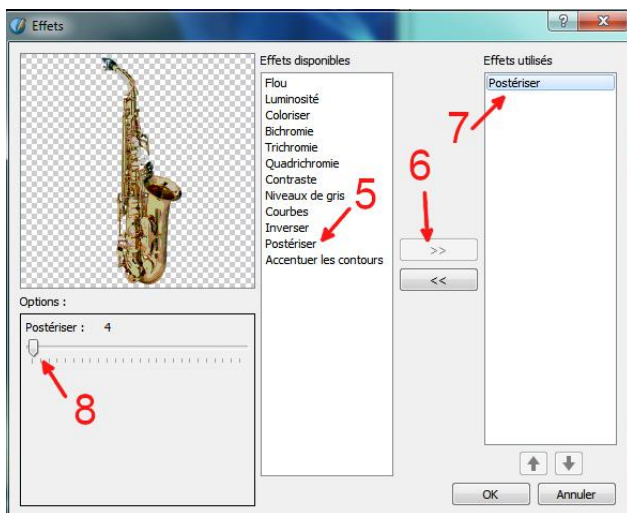 Effets
Effets disponibles
Flou
Luminosité
Coloriser
Bichromie
Trichromie
Quadrichromie
Contraste
Niveaux de gris
Courbes
Inverser
Postériser
Accentuer les contours
5
6
>>
<<
Effets utilisés
Postériser
7
Options :
Postériser : 4
8
OK Annuler